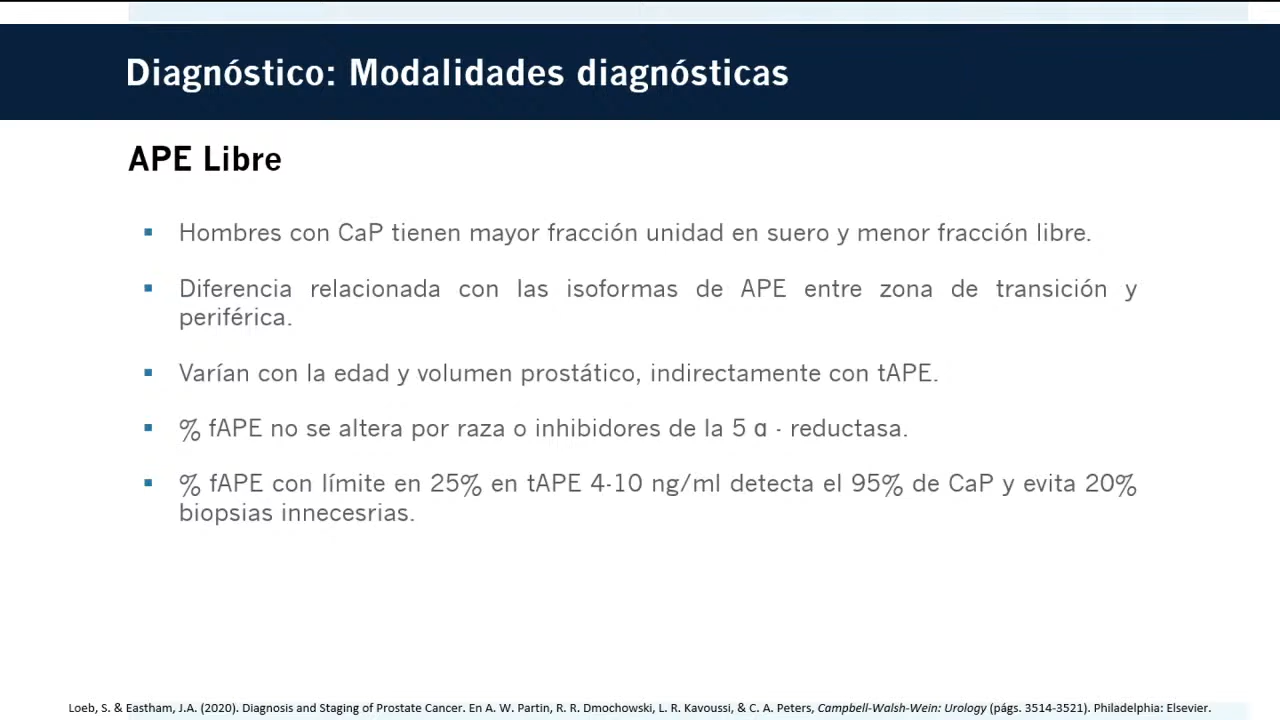 Diagnóstico: Modalidades diagnósticas
APE Libre
▪ Hombres con CaP tienen mayor fracción unidad en suero y menor fracción libre.
▪ Diferencia relacionada con las isoformas de APE entre zona de transición y
periférica.
▪ Varían con la edad y volumen prostático, indirectamente con tAPE.
▪ % fAPE no se altera por raza o inhibidores de la 5 α - reductasa.
▪ % fAPE con límite en 25% en tAPE 4-10 ng/ml detecta el 95% de CaP y evita 20%
biopsias innecesrias.
Loeb, S. & Eastham, J.A. (2020). Diagnosis and Staging of Prostate Cancer. En A. W. Partin, R. R. Dmochowski, L. R. Kavoussi, & C. A. Peters, Campbell-Walsh-Wein: Urology (págs. 3514-3521). Philadelphia: Elsevier.